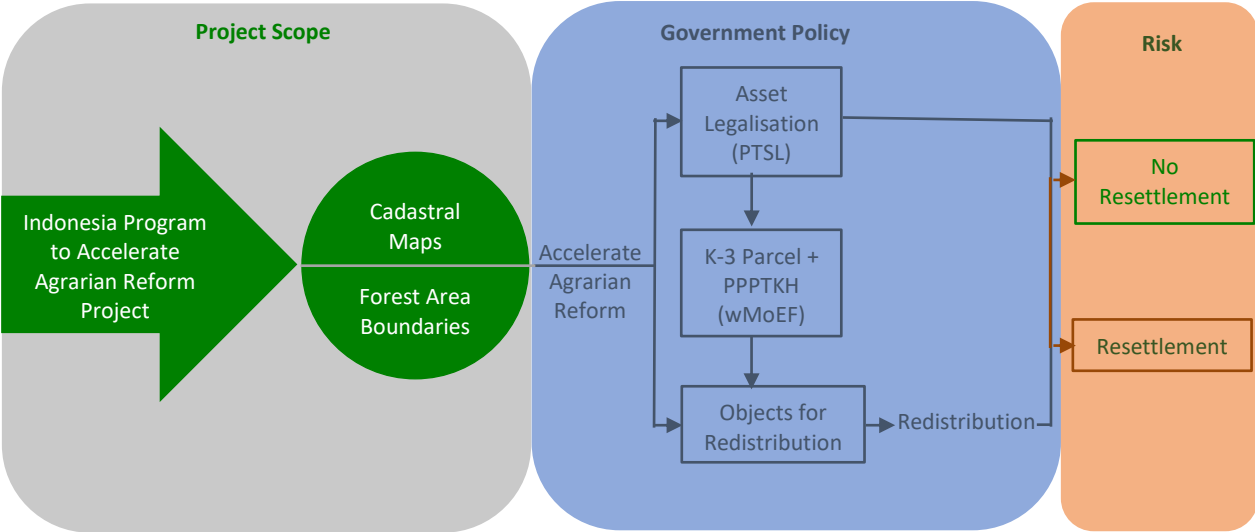 Project Scope
Government Policy
Risk
Indonesia Program
to Accelerate
Agrarian Reform
Project
Cadastral
Maps
Forest Area
Boundaries
Accelerate
Agrarian
Reform
Asset
Legalisation
(PTSL)
K-3 Parcel +
PPPTKH
(wMoEF)
Objects for
Redistribution
Redistribution
No
Resettlement
Resettlement